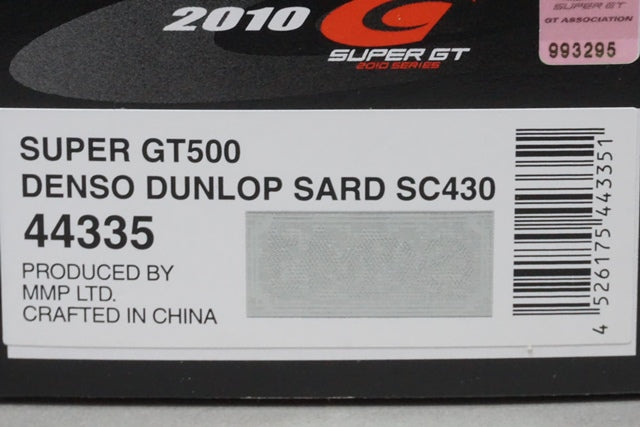 2010
SUPER GT
2010 SERIES
SUPER GT
GT ASSOCIATION
993295
SUPER GT500
DENSO DUNLOP SARD SC430
44335
PRODUCED BY
MMP LTD.
CRAFTED IN CHINA
4 526175 443351